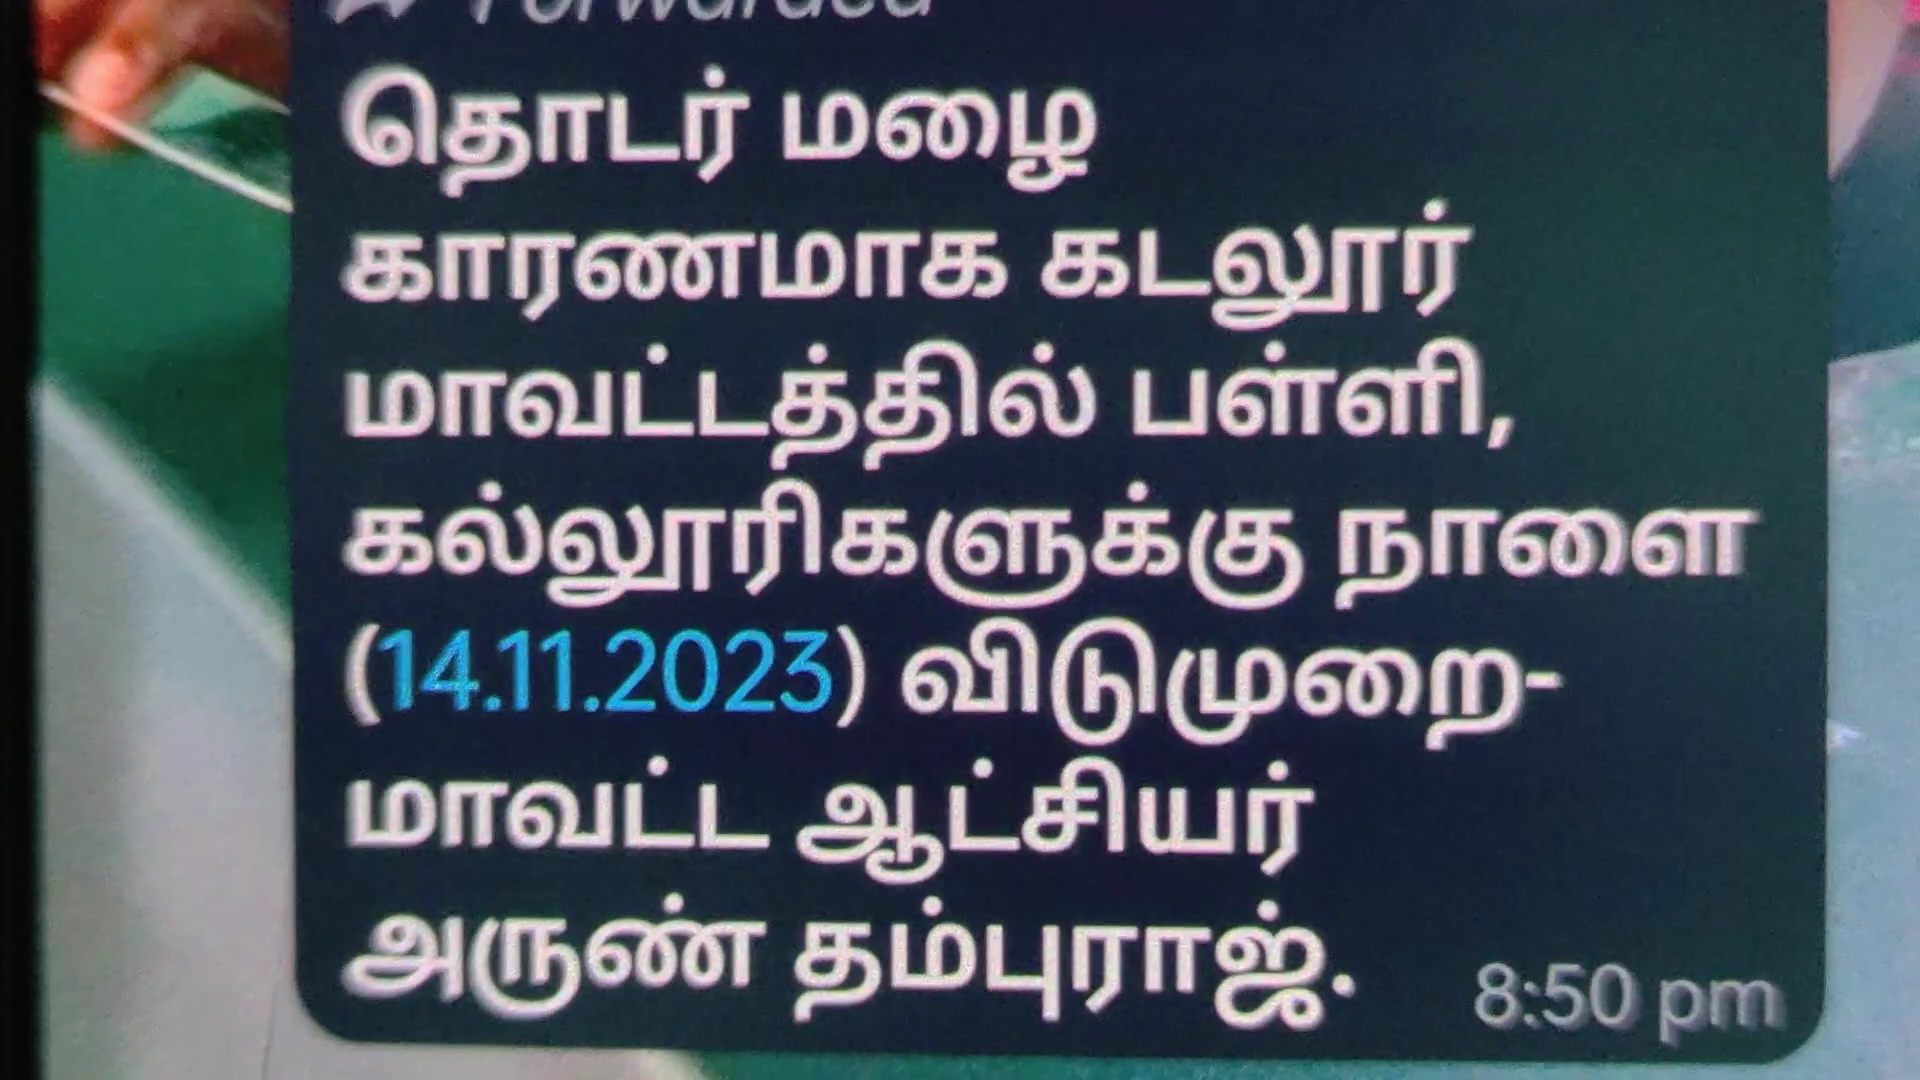 Forwarded
தொடர் மழை
காரணமாக கடலூர்
மாவட்டத்தில் பள்ளி,
கல்லூரிகளுக்கு நாளை
(14.11.2023) விடுமுறை-
மாவட்ட ஆட்சியர்
அருண் தம்புராஜ்.
8:50 pm